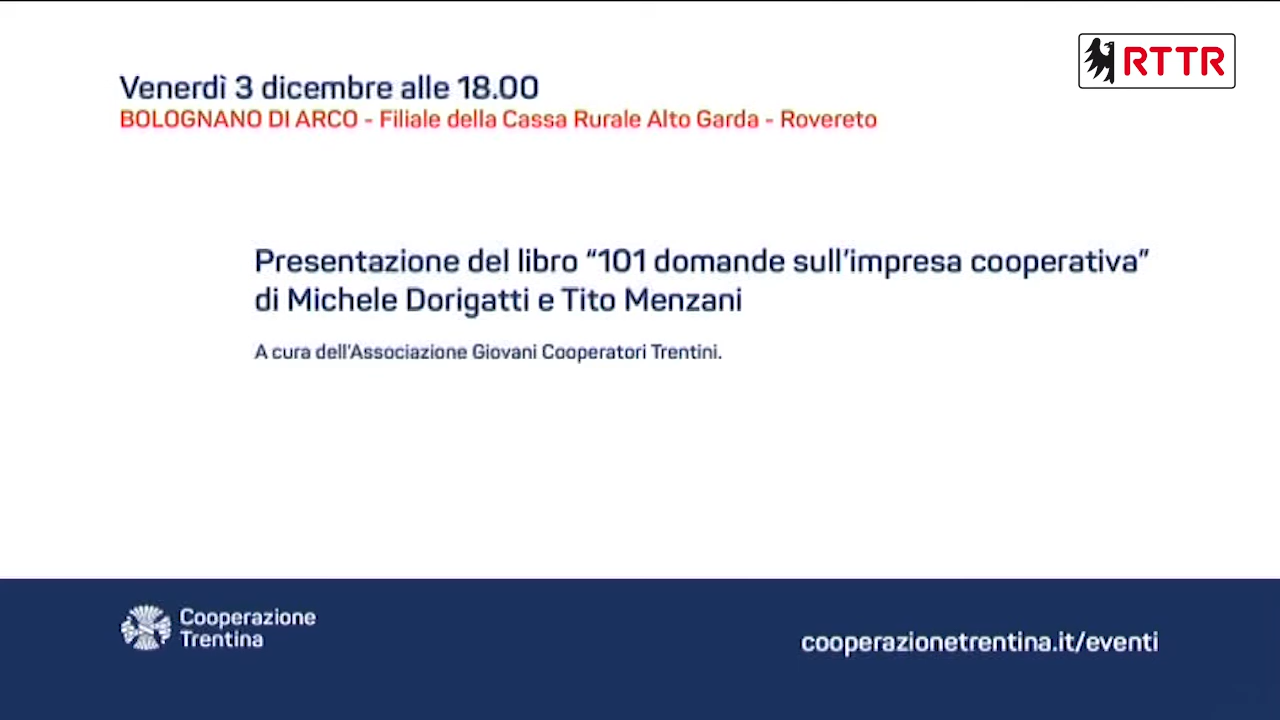 RTTR
Venerdì 3 dicembre alle 18.00
BOLOGNANO DI ARCO - Filiale della Cassa Rurale Alto Garda - Rovereto
Presentazione del libro “101 domande sull’impresa cooperativa”
di Michele Dorigatti e Tito Menzani
A cura dell’Associazione Giovani Cooperatori Trentini.
Cooperazione
Trentina
cooperazionetrentina.it/eventi